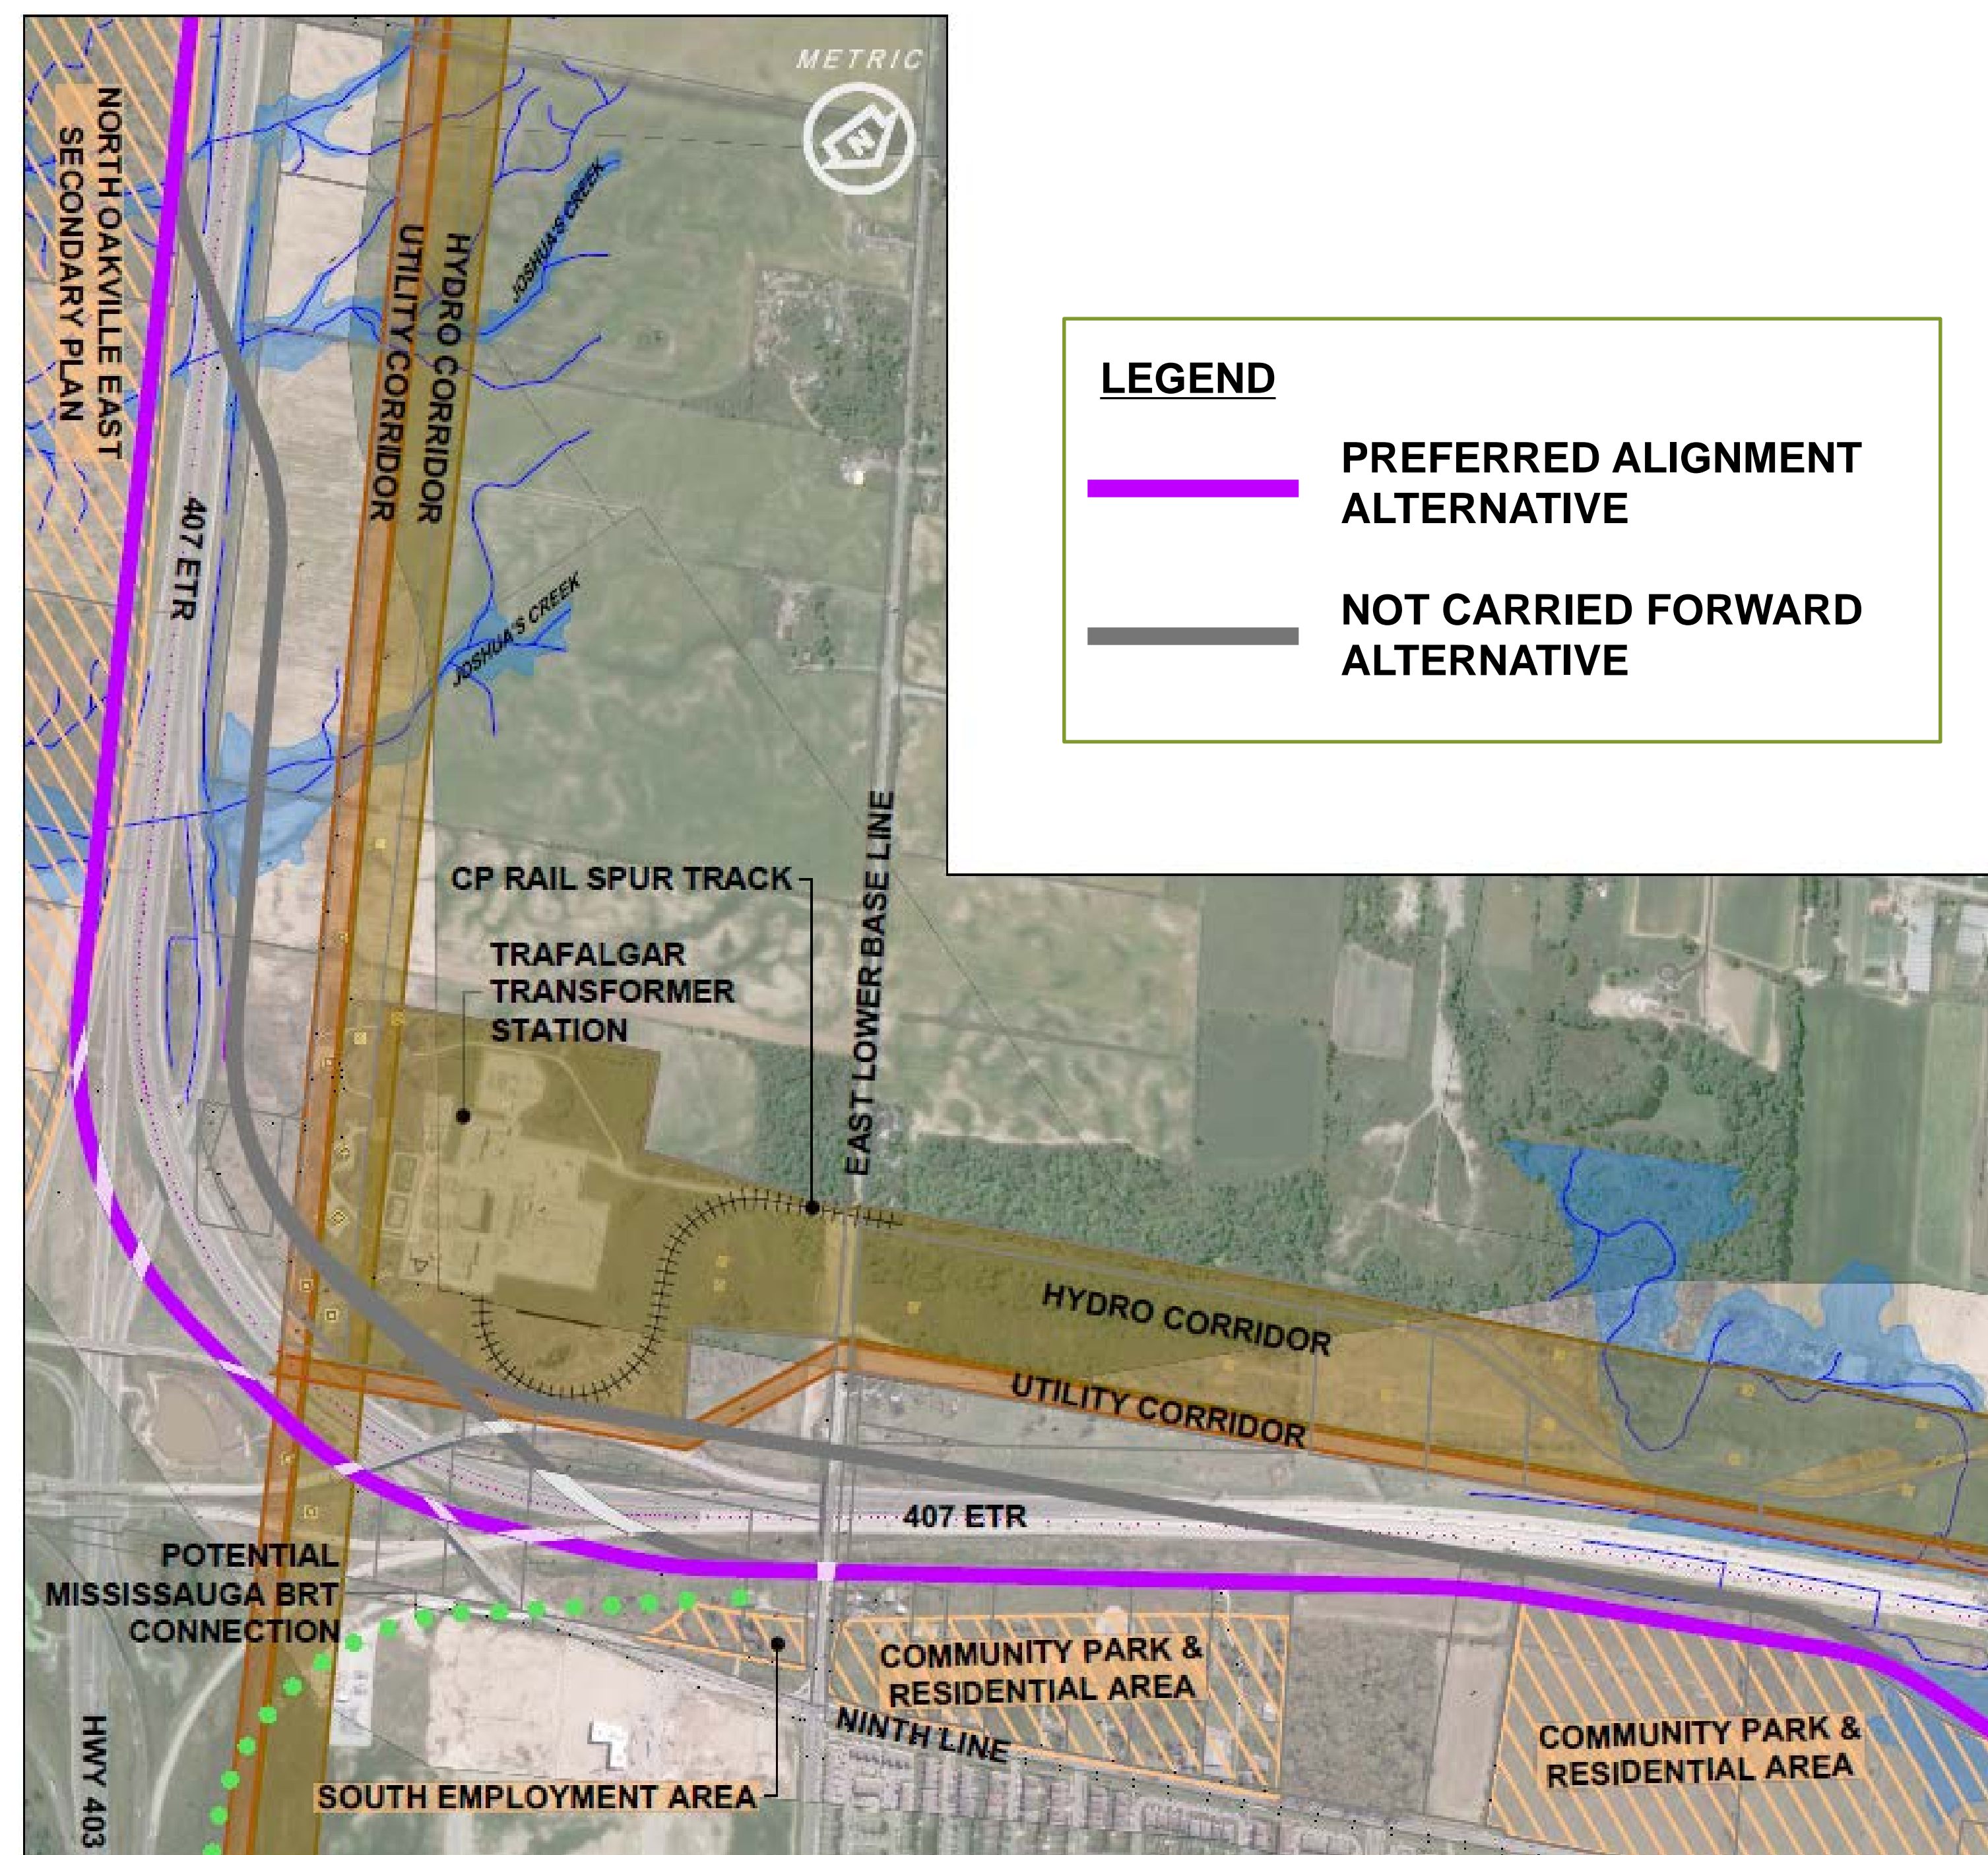 METRIC
N
NORTH OAKVILLE EAST
SECONDARY PLAN
407 ETR
UTILITY CORRIDOR
HYDRO CORRIDOR
JOSHUA'S CREEK
JOSHUA'S CREEK
LEGEND
PREFERRED ALIGNMENT
ALTERNATIVE
NOT CARRIED FORWARD
ALTERNATIVE
CP RAIL SPUR TRACK
TRAFALGAR
TRANSFORMER
STATION
EAST LOWER BASE LINE
HYDRO CORRIDOR
UTILITY CORRIDOR
407 ETR
POTENTIAL
MISSISSAUGA BRT
CONNECTION
COMMUNITY PARK &
RESIDENTIAL AREA
NINTH LINE
COMMUNITY PARK &
RESIDENTIAL AREA
HWY 403
SOUTH EMPLOYMENT AREA